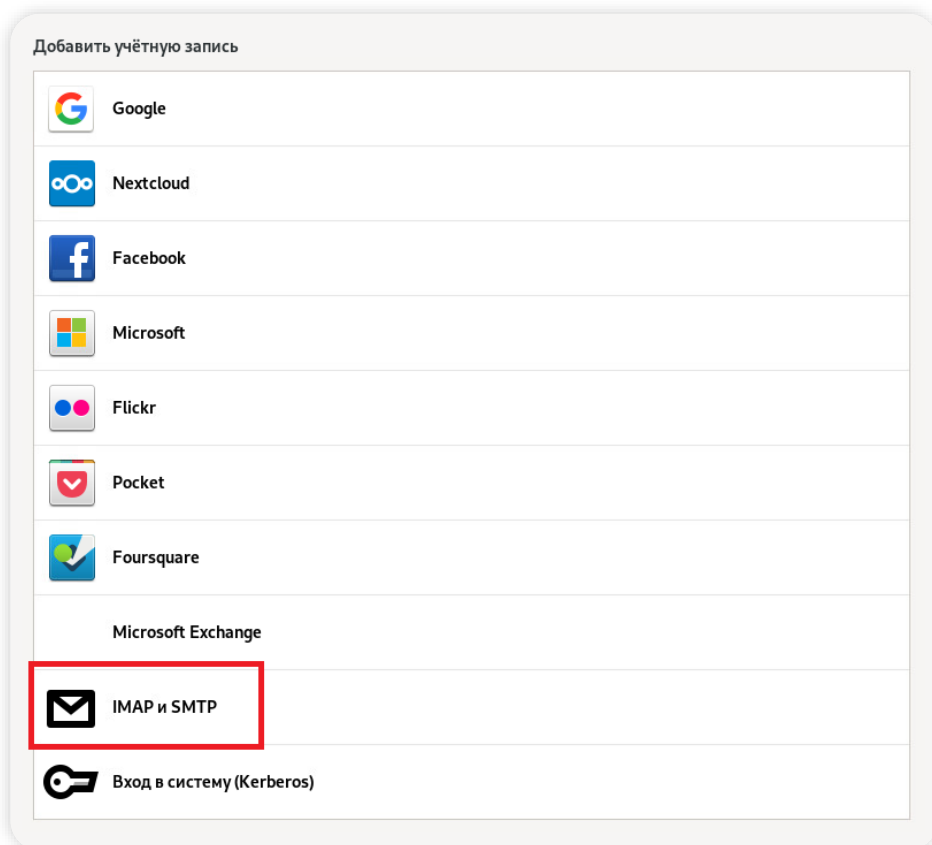 Добавить учётную запись
Google
Nextcloud
Facebook
Microsoft
Flickr
Pocket
Foursquare
Microsoft Exchange
IMAP и SMTP
Вход в систему (Kerberos)